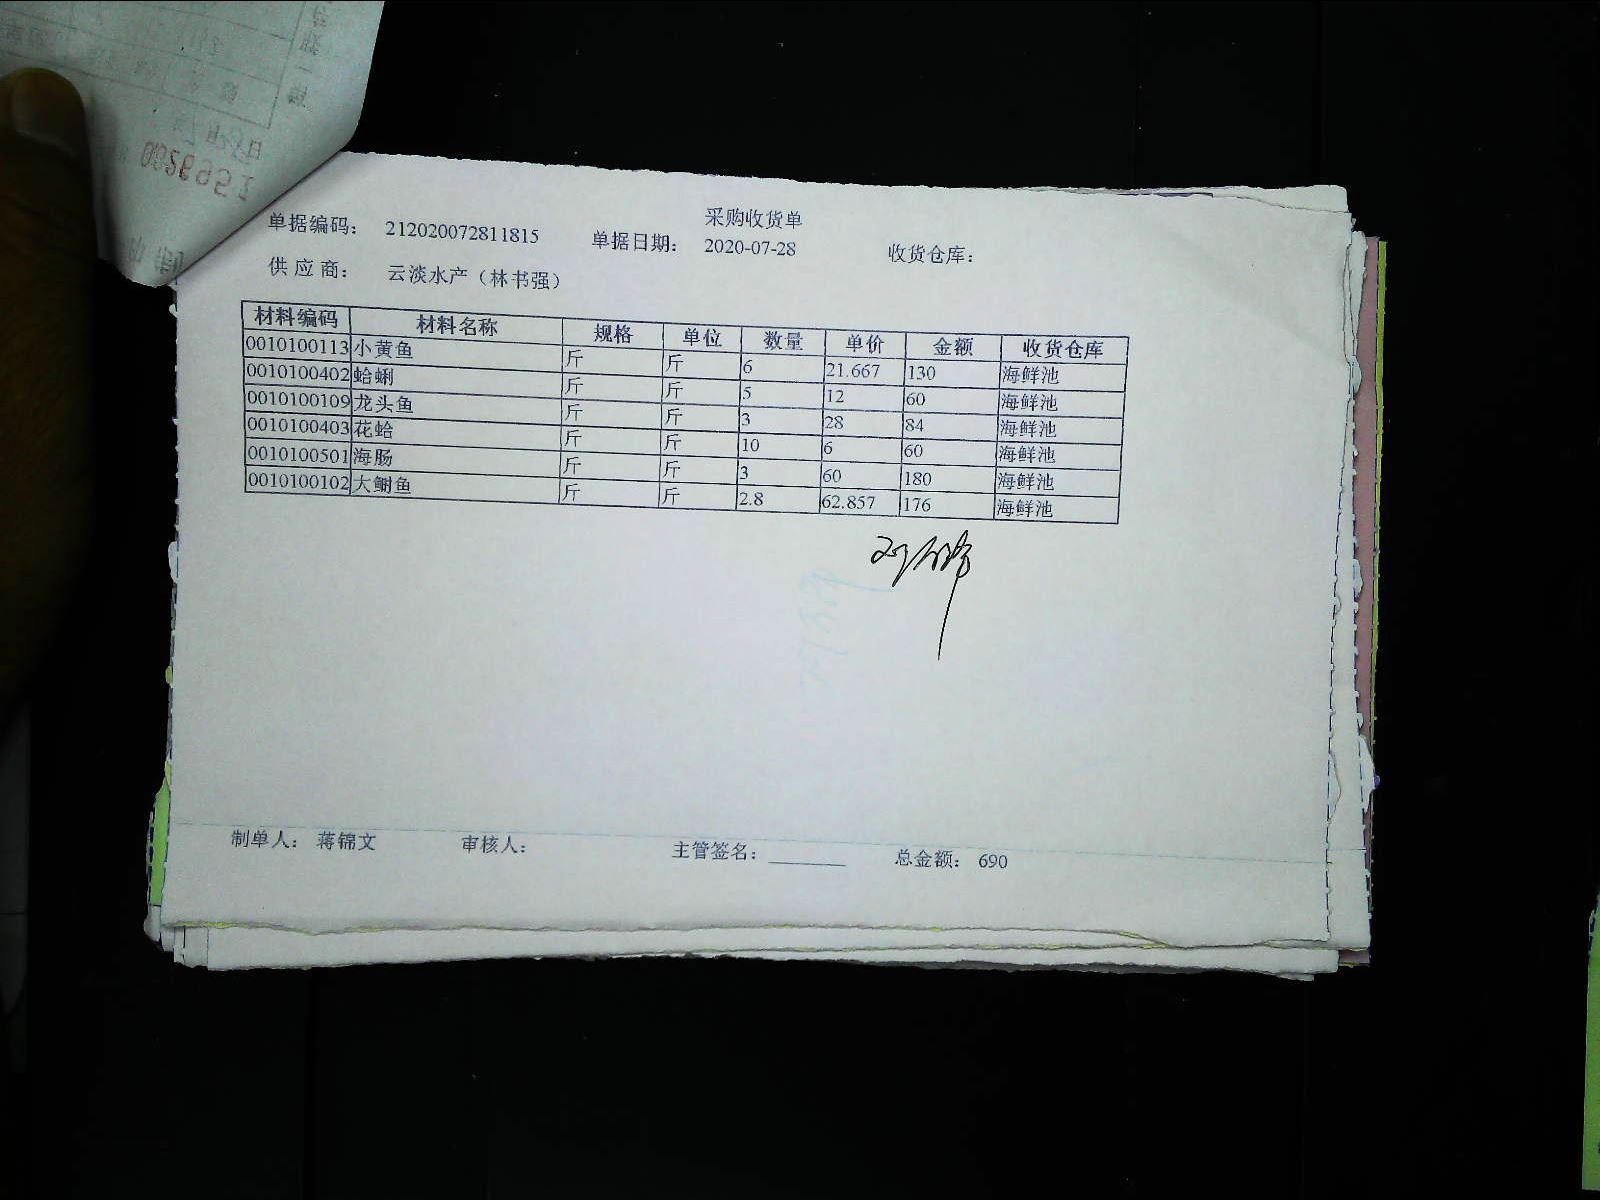 0026951
采购收货单
单据编码： 212020072811815 单据日期： 2020-07-28 收货仓库：
供 应 商： 云淡水产（林书强）
材料编码 材料名称 规格 单位 数量 单价 金额 收货仓库
0010100113 小黄鱼 斤 斤 6 21.667 130 海鲜池
0010100402 蛤蜊 斤 斤 5 12 60 海鲜池
0010100109 龙头鱼 斤 斤 3 28 84 海鲜池
0010100403 花蛤 斤 斤 10 6 60 海鲜池
0010100501 海肠 斤 斤 3 60 180 海鲜池
0010100102 大鲷鱼 斤 斤 2.8 62.857 176 海鲜池
制单人： 蒋锦文 审核人： 主管签名： 总金额： 690